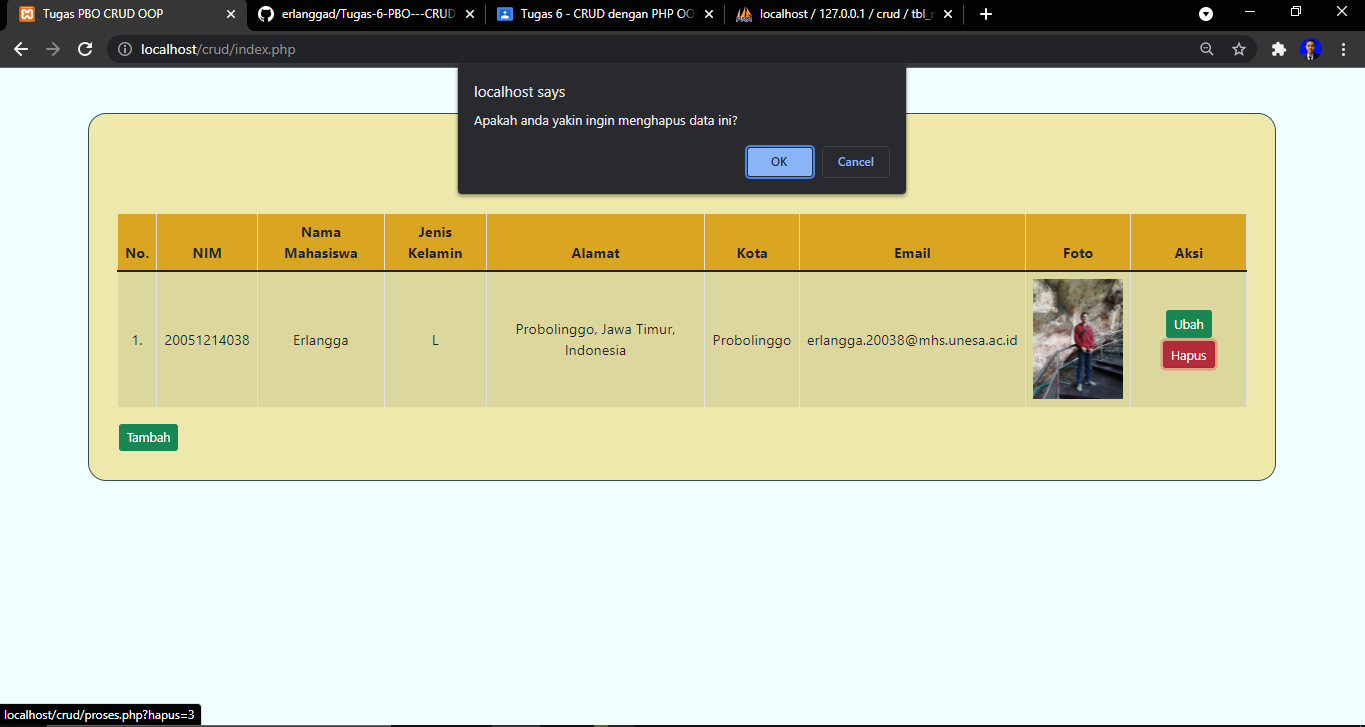 Tugas PBO CRUD OOP
erlanggad/Tugas-6-PBO---CRUD
Tugas 6 - CRUD dengan PHP OO
localhost / 127.0.0.1 / crud / tbl_
localhost/crud/index.php
localhost says
Apakah anda yakin ingin menghapus data ini?
OK Cancel
No. NIM Nama Mahasiswa Jenis Kelamin Alamat Kota Email Foto Aksi
1. 20051214038 Erlangga L Probolinggo, Jawa Timur, Indonesia Probolinggo erlangga.20038@mhs.unesa.ac.id Ubah
Hapus
Tambah
localhost/crud/proses.php?hapus=3